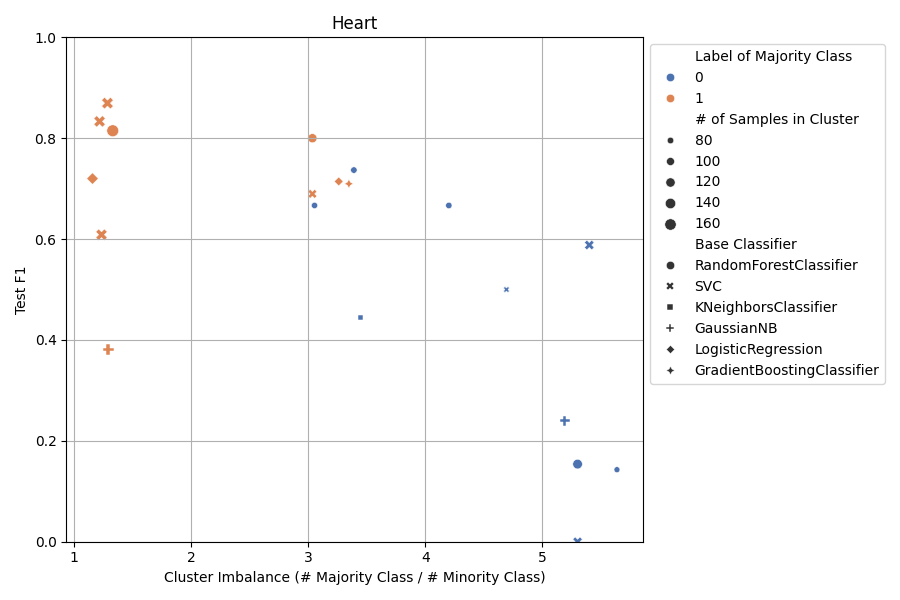 Heart
1.0
0.8
0.6
0.4
0.2
0.0
Test F1
1 2 3 4 5
Cluster Imbalance (# Majority Class / # Minority Class)
Label of Majority Class
0
1
# of Samples in Cluster
80
100
120
140
160
Base Classifier
RandomForestClassifier
SVC
KNeighborsClassifier
GaussianNB
LogisticRegression
GradientBoostingClassifier